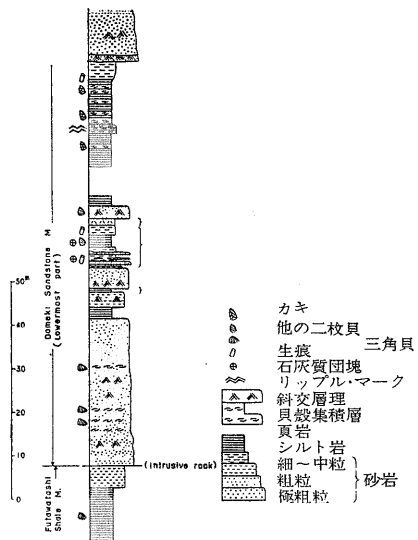 Domeki Sandstone M
(Lowermost part)
Futawatashi
Shale M.
50m
40
30
20
10
0
(intrusive rock)
カキ
他の二枚貝
三角貝
生痕
石灰質団塊
リップル・マーク
斜交層理
貝殻集積層
頁岩
シルト岩
細〜中粒
粗粒
砂岩
極粗粒